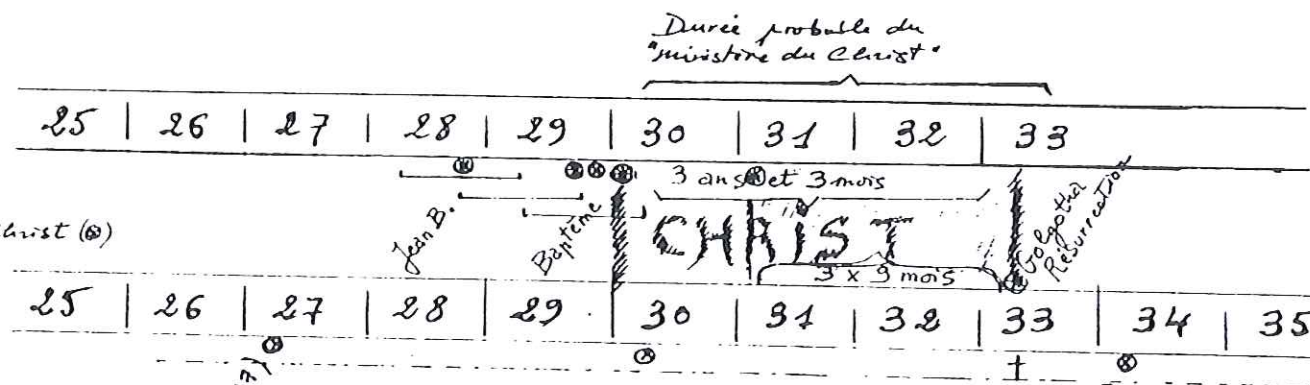 Durée probable du
"ministère du Christ"
25 | 26 | 27 | 28 | 29 | 30 | 31 | 32 | 33
3 ans et 3 mois
Christ (⊗)
Jean B.
Baptême
CHRIST
Golgotha
Résurrection
3 x 9 mois
25 | 26 | 27 | 28 | 29 | 30 | 31 | 32 | 33 | 34 | 35